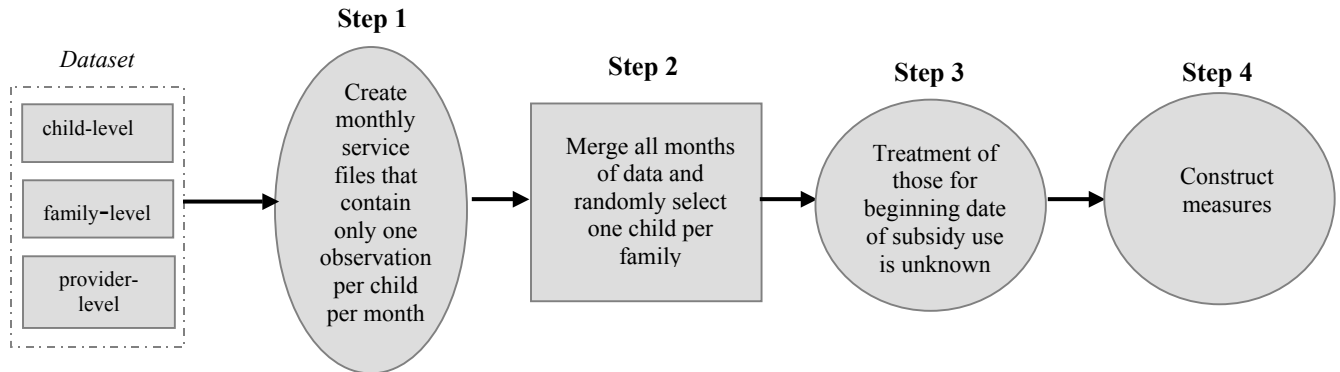 Dataset
child-level
family-level
provider-
level
Step 1
Create
monthly
service
files that
contain
only one
observation
per child
per month
Step 2
Merge all months
of data and
randomly select
one child per
family
Step 3
Treatment of
those for
beginning date
of subsidy use
is unknown
Step 4
Construct
measures